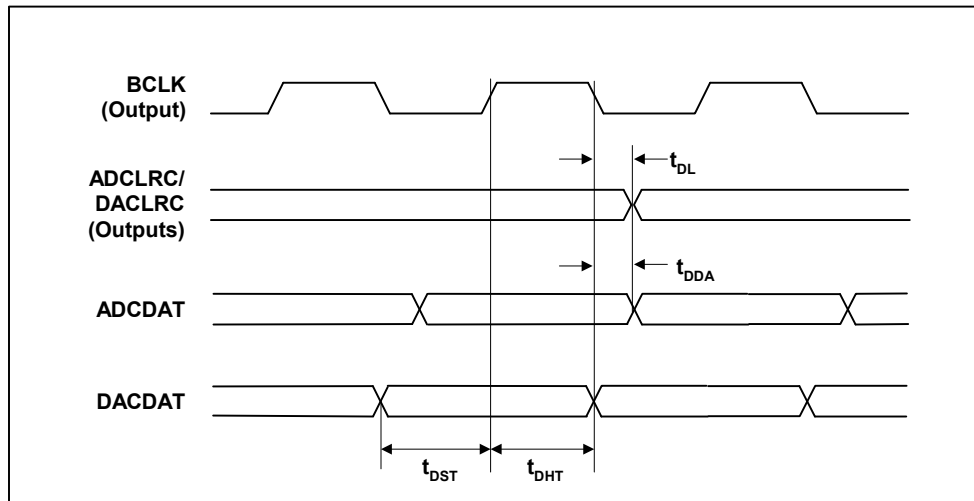 BCLK
(Output)
t_DL
ADCLRC/
DACLRC
(Outputs)
t_DDA
ADCDAT
DACDAT
t_DST
t_DHT